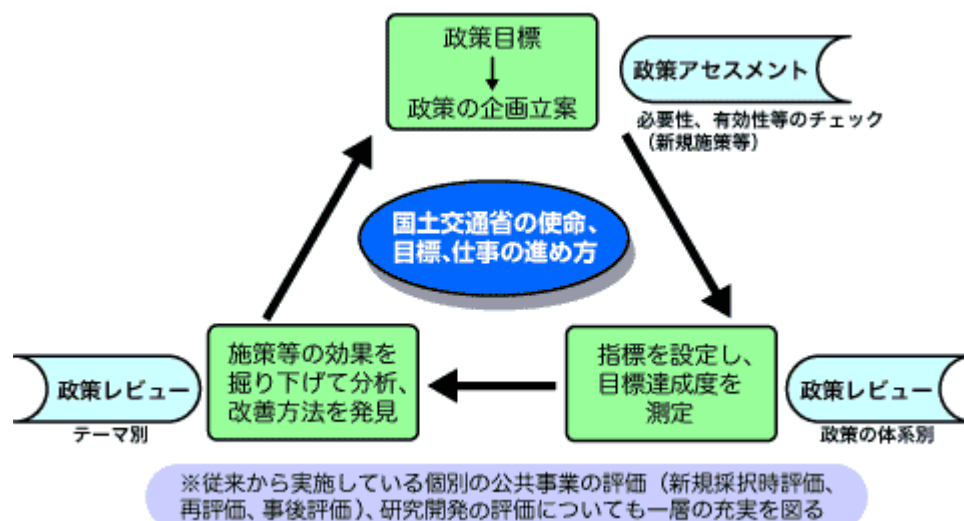 政策目標
政策の企画立案
政策アセスメント
必要性、有効性等のチェック
（新規施策等）
国土交通省の使命、
目標、仕事の進め方
施策等の効果を
掘り下げて分析、
改善方法を発見
政策レビュー
テーマ別
指標を設定し、
目標達成度を
測定
政策レビュー
政策の体系別
※従来から実施している個別の公共事業の評価（新規採択時評価、
再評価、事後評価）、研究開発の評価についても一層の充実を図る